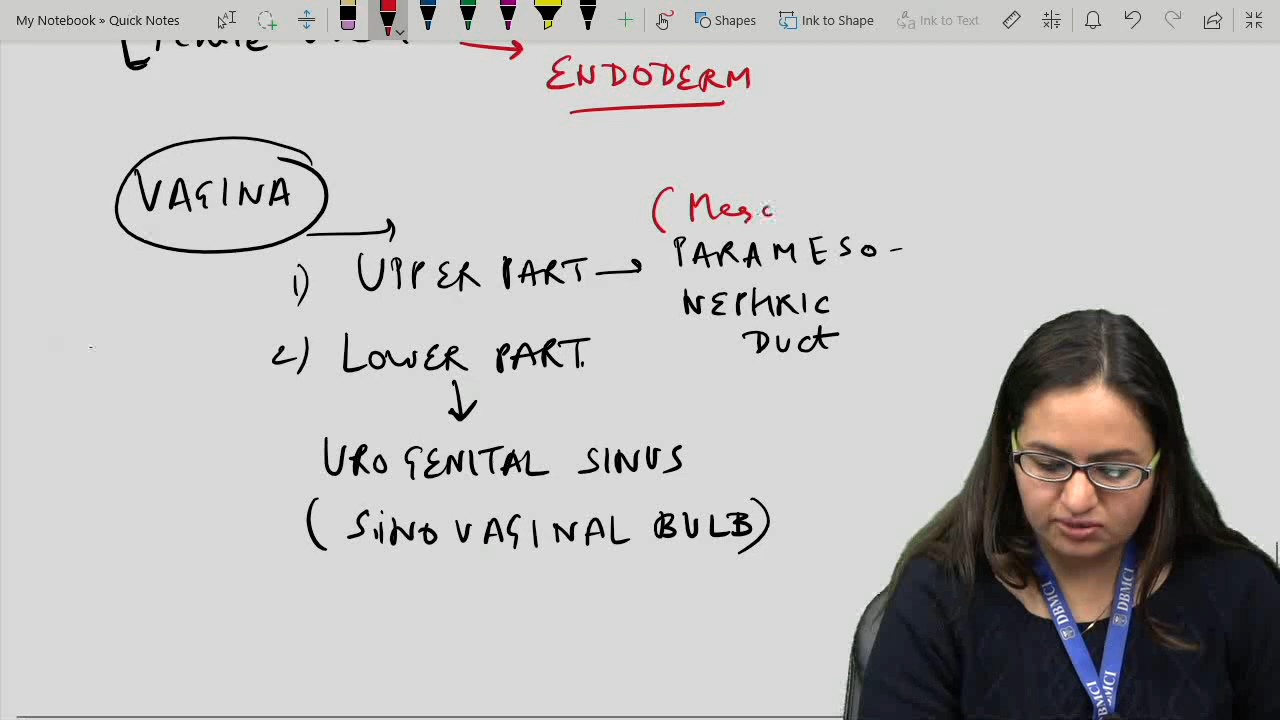 My Notebook » Quick Notes
Shapes
Ink to Shape
Ink to Text
ENDODERM
VAGINA
(Meso
1) UPPER PART → PARAMESO-
NEPHRIC
Duct
2) LOWER PART
↓
UROGENITAL SINUS
(SiNOVAGINAL BULB)
DBMCI
DBMCI